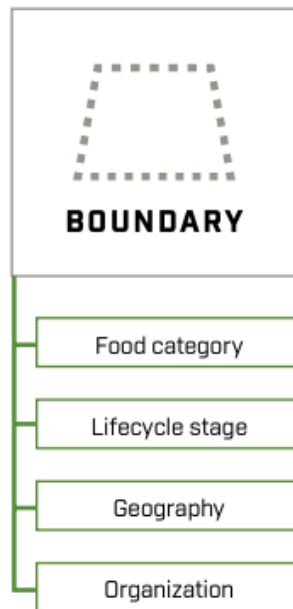 BOUNDARY
Food category
Lifecycle stage
Geography
Organization